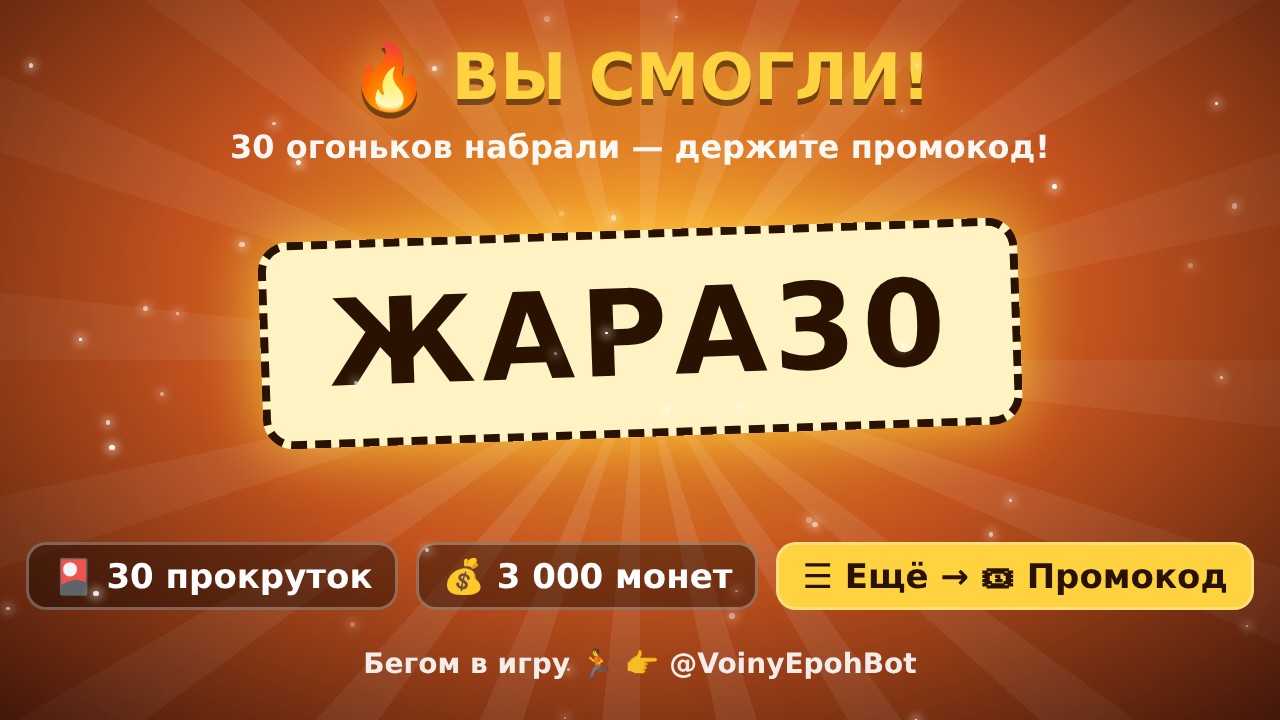 🔥 ВЫ СМОГЛИ!
30 огоньков набрали — держите промокод!
ЖАРА30
🎴 30 прокруток
💰 3 000 монет
☰ Ещё → 🎟 Промокод
Бегом в игру 🏃 👉 @VoinyEpohBot